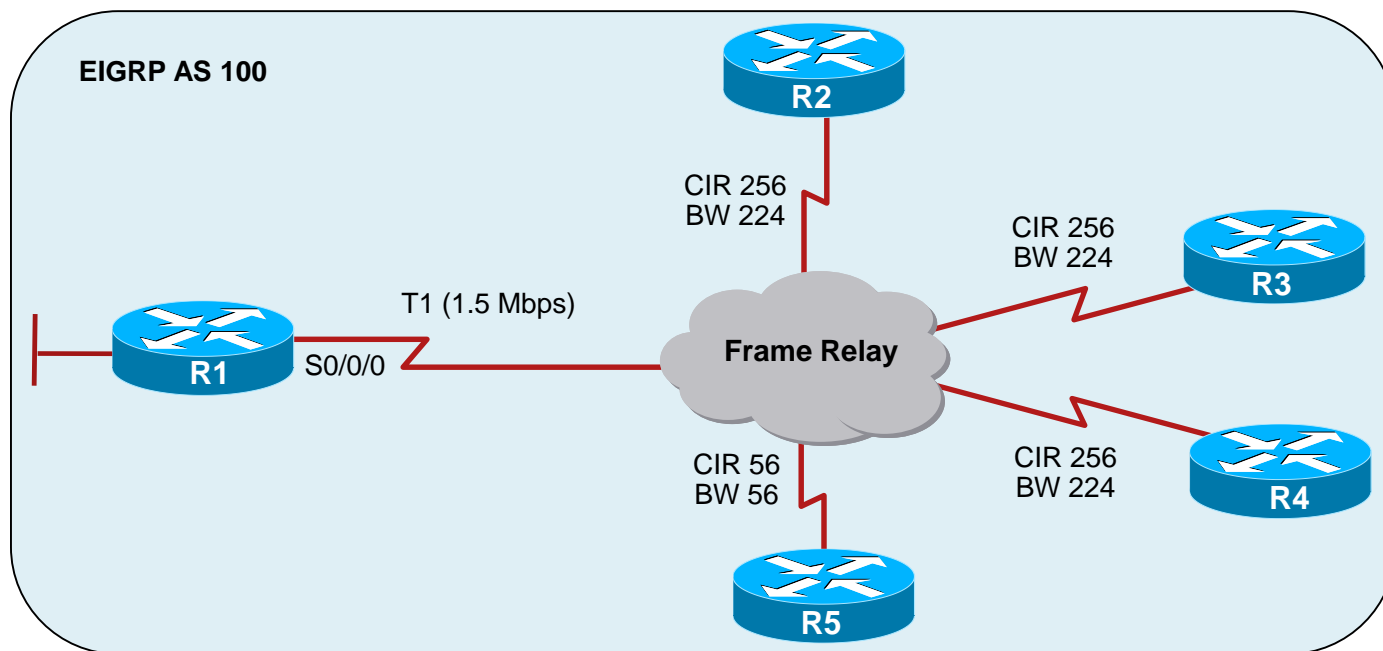 EIGRP AS 100
R2
CIR 256
BW 224
CIR 256
BW 224
R3
T1 (1.5 Mbps)
R1
S0/0/0
Frame Relay
CIR 256
BW 224
R4
CIR 56
BW 56
R5